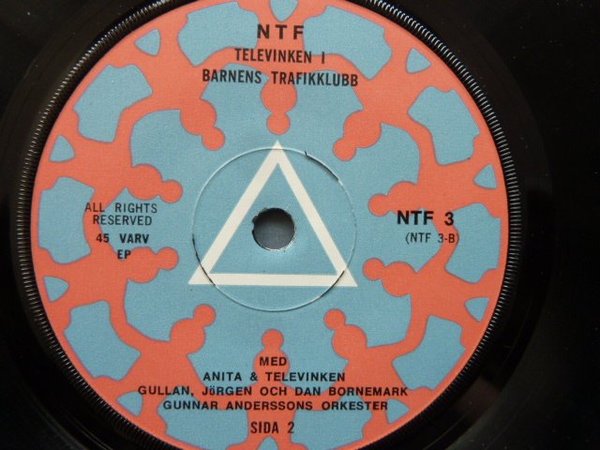 NTF
TELEVINKEN I
BARNENS TRAFIKKLUBB
ALL RIGHTS
RESERVED
45 VARV
EP
NTF 3
(NTF 3-B)
MED
ANITA & TELEVINKEN
GULLAN, JöRGEN OCH DAN BORNEMARK
GUNNAR ANDERSSONS ORKESTER
SIDA 2